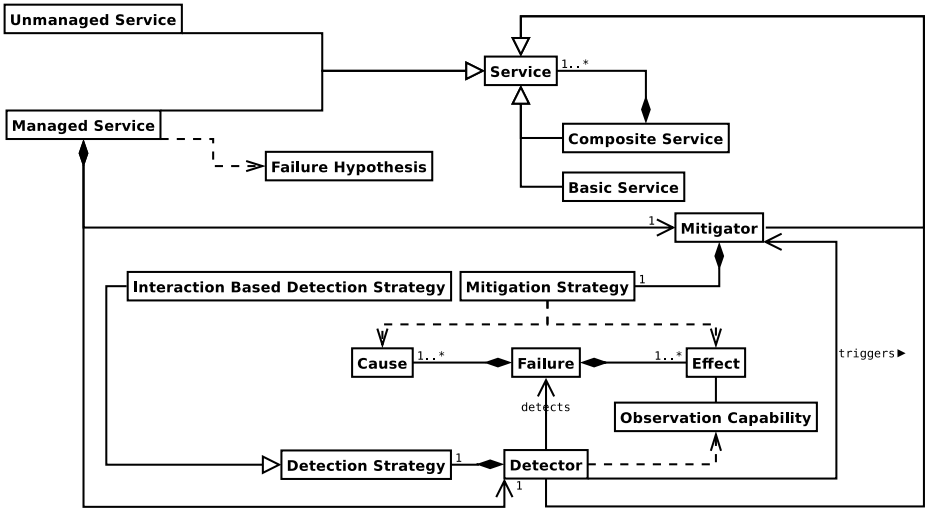 Unmanaged Service
Service
1..*
Managed Service
Composite Service
Failure Hypothesis
Basic Service
1
Mitigator
Interaction Based Detection Strategy
Mitigation Strategy
1
Cause
1..*
Failure
1..*
Effect
triggers►
detects
Observation Capability
Detection Strategy
1
Detector
1